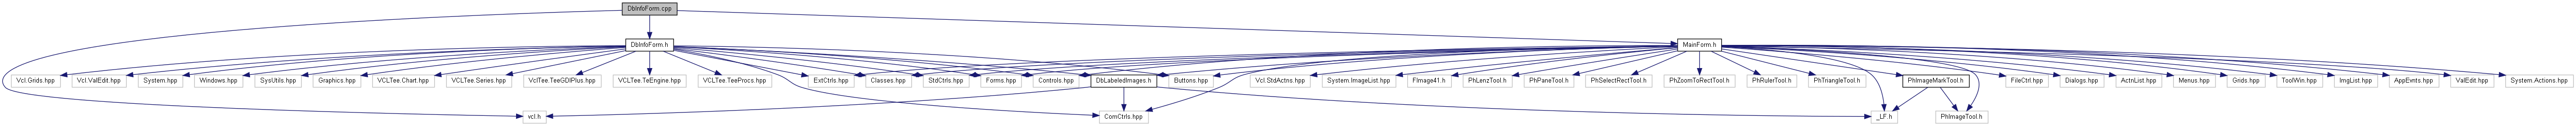 DbInfoForm.cpp
DbInfoForm.h
MainForm.h
Vcl.Grids.hpp
Vcl.ValEdit.hpp
System.hpp
Windows.hpp
SysUtils.hpp
Graphics.hpp
VCLTee.Chart.hpp
VCLTee.Series.hpp
VclTee.TeeGDIPlus.hpp
VCLTee.TeEngine.hpp
VCLTee.TeeProcs.hpp
ExtCtrls.hpp
Classes.hpp
StdCtrls.hpp
Forms.hpp
Controls.hpp
DbLabeledImages.h
Buttons.hpp
Vcl.StdActns.hpp
System.ImageList.hpp
FImage41.h
PhLenzTool.h
PhPaneTool.h
PhSelectRectTool.h
PhZoomToRectTool.h
PhRulerTool.h
PhTriangleTool.h
PhImageMarkTool.h
FileCtrl.hpp
Dialogs.hpp
ActnList.hpp
Menus.hpp
Grids.hpp
ToolWin.hpp
ImgList.hpp
AppEvnts.hpp
ValEdit.hpp
System.Actions.hpp
vcl.h
ComCtrls.hpp
_LF.h
PhImageTool.h